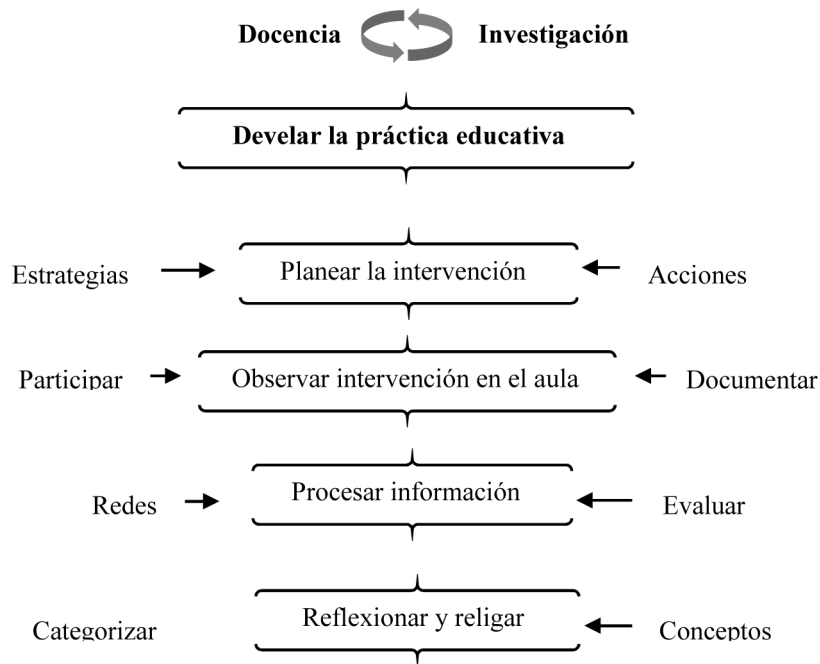 Docencia Investigación
Develar la práctica educativa
Estrategias Planear la intervención Acciones
Participar Observar intervención en el aula Documentar
Redes Procesar información Evaluar
Categorizar Reflexionar y religar Conceptos